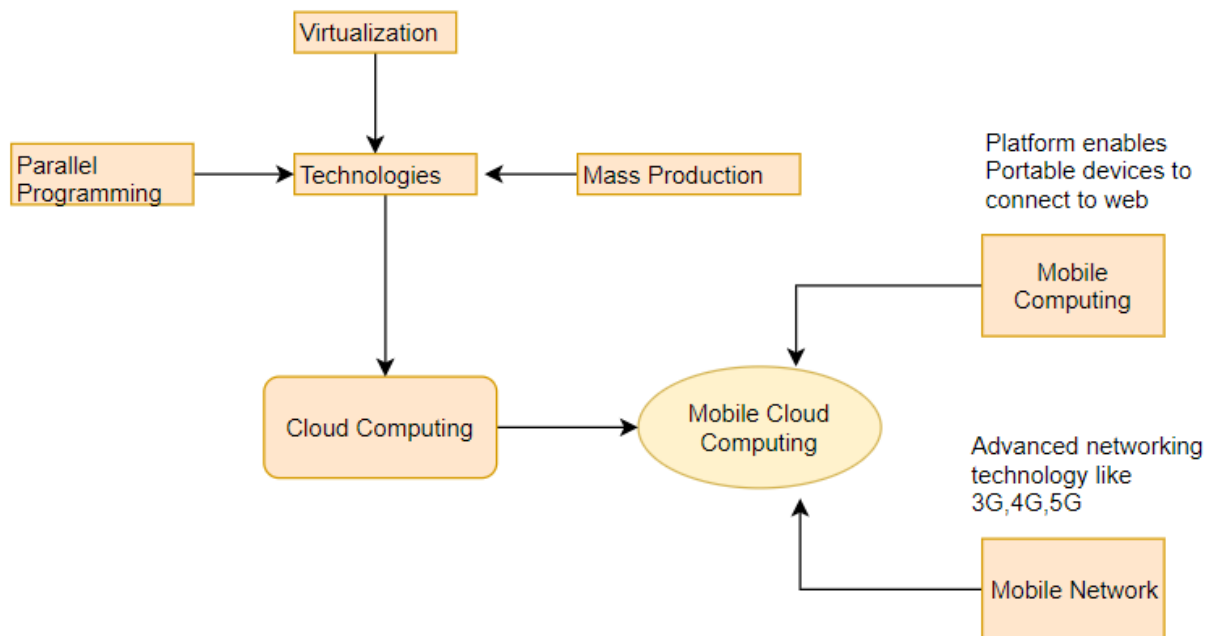 Virtualization
Parallel
Programming
Technologies
Mass Production
Platform enables
Portable devices to
connect to web
Mobile
Computing
Cloud Computing
Mobile Cloud
Computing
Advanced networking
technology like
3G,4G,5G
Mobile Network